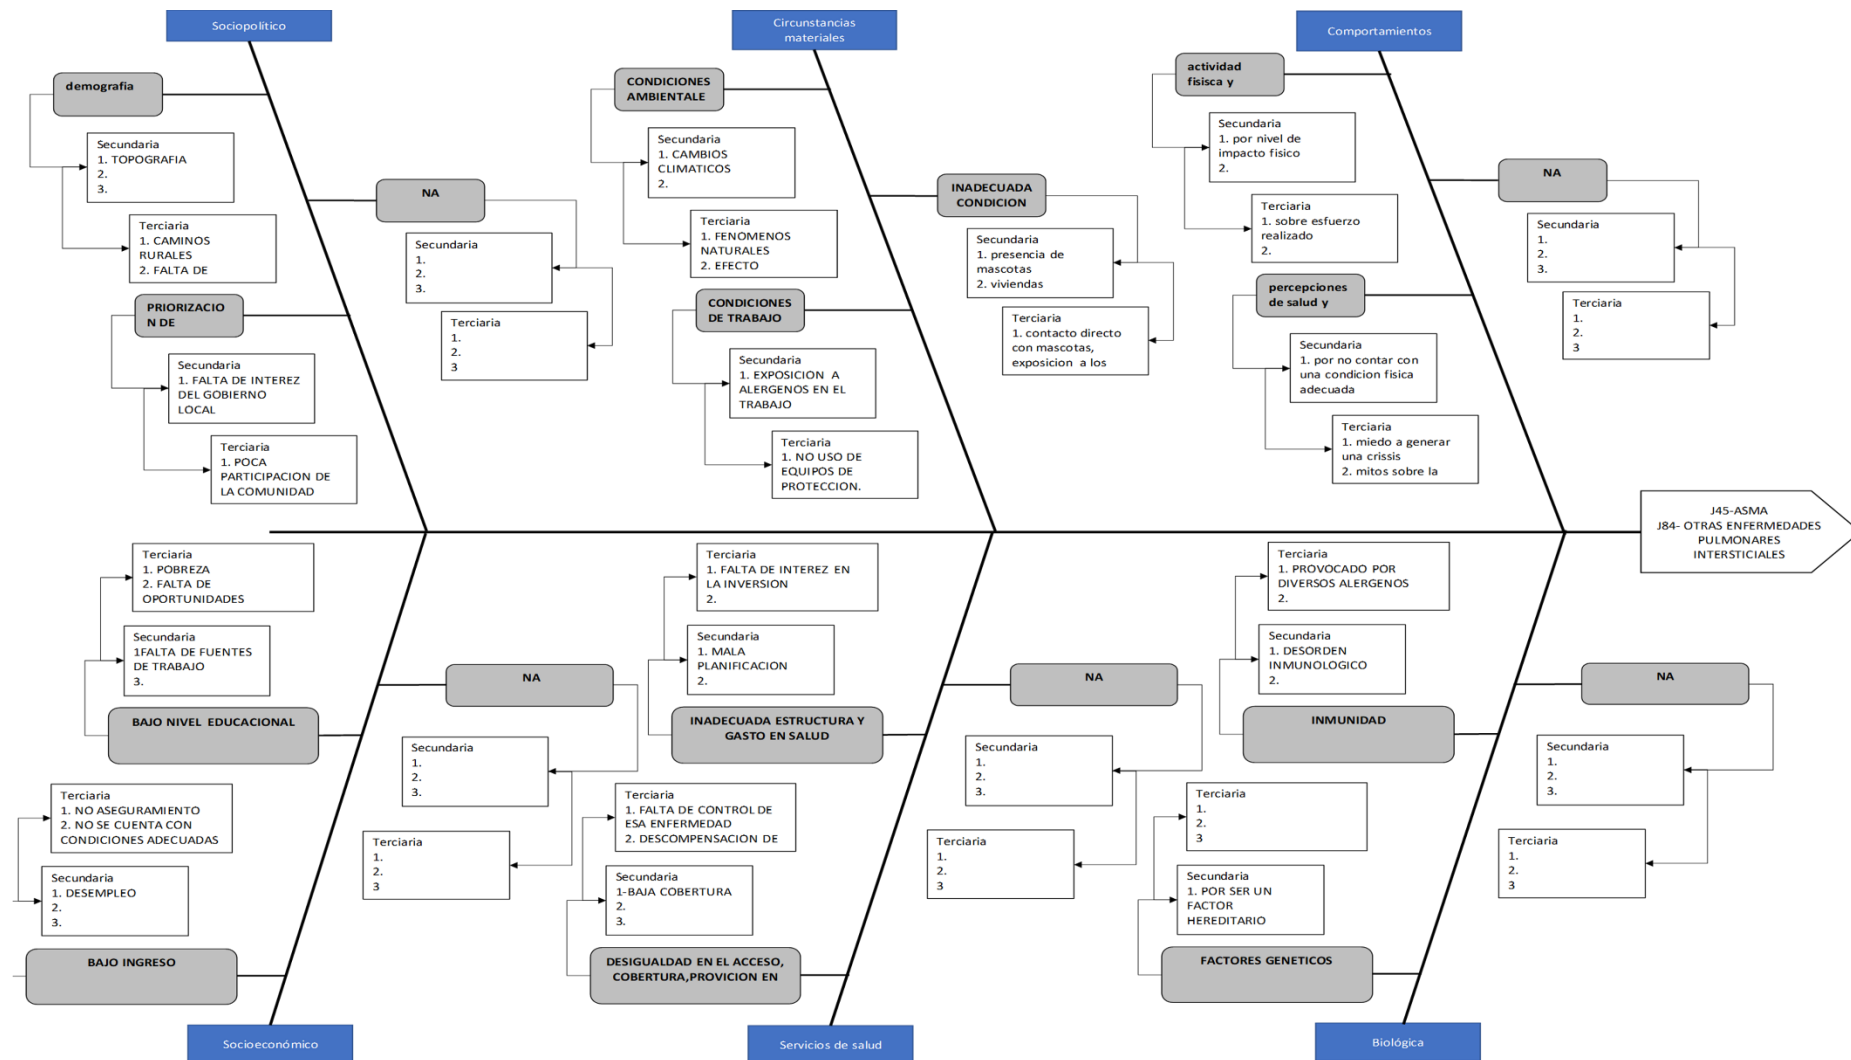 Sociopolítico
demografia
Secundaria
1. TOPOGRAFIA
2.
3.
Terciaria
1. CAMINOS
RURALES
2. FALTA DE
NA
Secundaria
1.
2.
3.
Terciaria
1.
2.
3
PRIORIZACIO
N DE
Secundaria
1. FALTA DE INTEREZ
DEL GOBIERNO
LOCAL
Terciaria
1. POCA
PARTICIPACION DE
LA COMUNIDAD
Circunstancias
materiales
CONDICIONES
AMBIENTALE
Secundaria
1. CAMBIOS
CLIMATICOS
2.
Terciaria
1. FENOMENOS
NATURALES
2. EFECTO
INADECUADA
CONDICION
Secundaria
1. presencia de
mascotas
2. viviendas
Terciaria
1. contacto directo
con mascotas,
exposicion a los
CONDICIONES
DE TRABAJO
Secundaria
1. EXPOSICION A
ALERGENOS EN EL
TRABAJO
Terciaria
1. NO USO DE
EQUIPOS DE
PROTECCION.
Comportamientos
actividad
fisisca y
Secundaria
1. por nivel de
impacto fisico
2.
Terciaria
1. sobre esfuerzo
realizado
2.
NA
Secundaria
1.
2.
3.
Terciaria
1.
2.
3
percepciones
de salud y
Secundaria
1. por no contar con
una condicion fisica
adecuada
Terciaria
1. miedo a generar
una crissis
2. mitos sobre la
J45-ASMA
J84- OTRAS ENFERMEDADES
PULMONARES
INTERSTICIALES
Terciaria
1. POBREZA
2. FALTA DE
OPORTUNIDADES
Secundaria
1FALTA DE FUENTES
DE TRABAJO
3.
BAJO NIVEL EDUCACIONAL
NA
Secundaria
1.
2.
3.
Terciaria
1.
2.
3
Terciaria
1. NO ASEGURAMIENTO
2. NO SE CUENTA CON
CONDICIONES ADECUADAS
Secundaria
1. DESEMPLEO
2.
3.
BAJO INGRESO
Socioeconómico
Terciaria
1. FALTA DE INTEREZ EN
LA INVERSION
2.
Secundaria
1. MALA
PLANIFICACION
2.
INADECUADA ESTRUCTURA Y
GASTO EN SALUD
NA
Secundaria
1.
2.
3.
Terciaria
1.
2.
3
Terciaria
1. FALTA DE CONTROL DE
ESA ENFERMEDAD
2. DESCOMPENSACION DE
Secundaria
1-BAJA COBERTURA
2.
3.
DESIGUALDAD EN EL ACCESO,
COBERTURA,PROVICION EN
Servicios de salud
Terciaria
1. PROVOCADO POR
DIVERSOS ALERGENOS
2.
Secundaria
1. DESORDEN
INMUNOLOGICO
2.
INMUNIDAD
NA
Secundaria
1.
2.
3.
Terciaria
1.
2.
3
Terciaria
1.
2.
3
Secundaria
1. POR SER UN
FACTOR
HEREDITARIO
FACTORES GENETICOS
Biológica